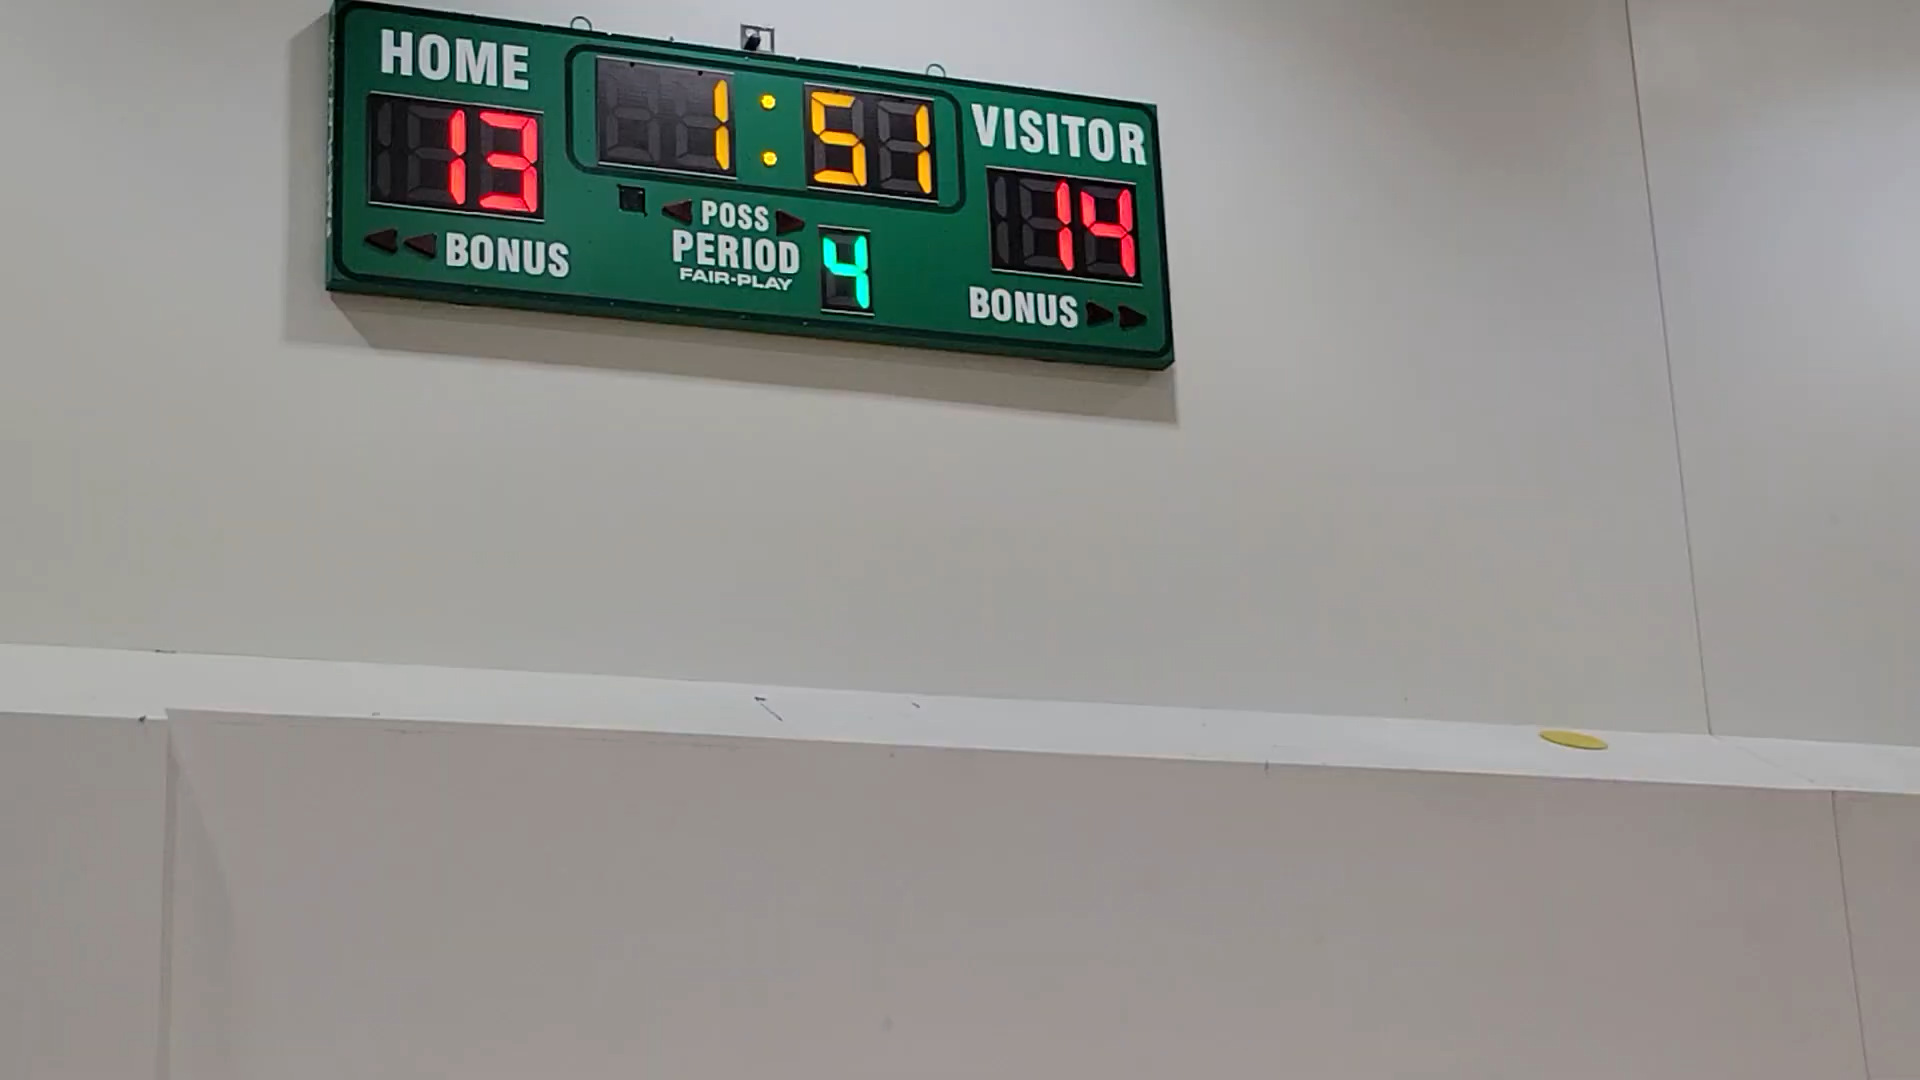 HOME
1:51
VISITOR
13
14
POSS
PERIOD 4
FAIR-PLAY
BONUS
BONUS